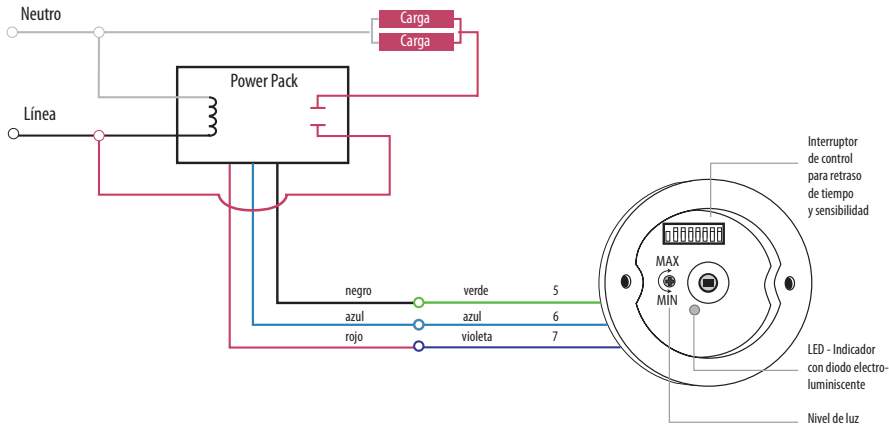 Neutro
Carga
Carga
Power Pack
Línea
Interruptor
de control
para retraso
de tiempo
y sensibilidad
MAX
MIN
negro verde 5
azul azul 6
rojo violeta 7
LED - Indicador
con diodo electro-
luminiscente
Nivel de luz